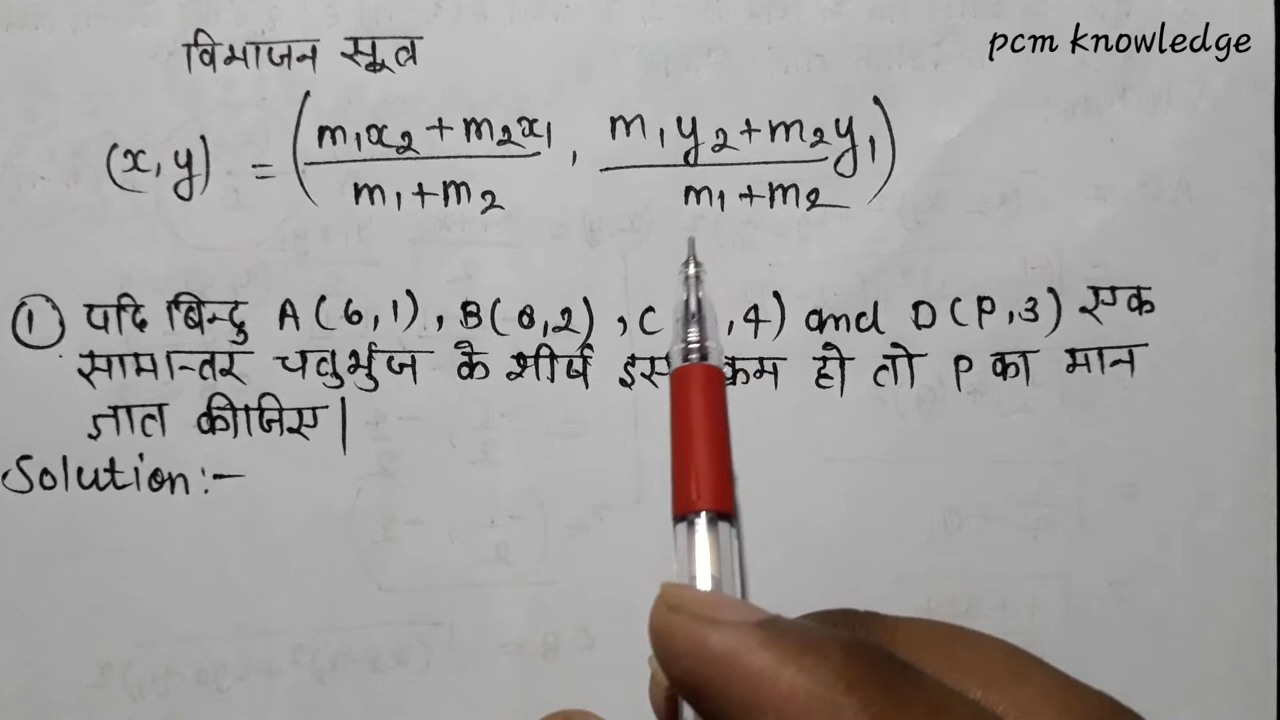 pcm knowledge
विभाजन सूत्र
(x, y) = (m₁x₂ + m₂x₁ / m₁ + m₂ , m₁y₂ + m₂y₁ / m₁ + m₂)
① यदि बिन्दु A(6,1), B(8,2), C ,4) and D(P,3) एक
सामान्तर चतुर्भुज के शीर्ष इस क्रम हो तो P का मान
ज्ञात कीजिए|
Solution:-